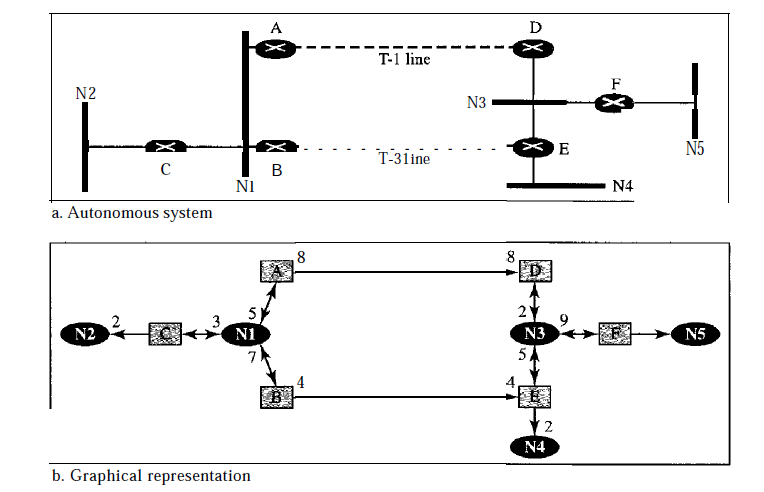 A
D
T-1 line
N2
F
N3
E
N5
T-31ine
C
B
N1
N4
a. Autonomous system
8
8
A
D
5
2
9
2
3
N2
C
N1
N3
F
N5
7
5
4
4
B
E
2
N4
b. Graphical representation